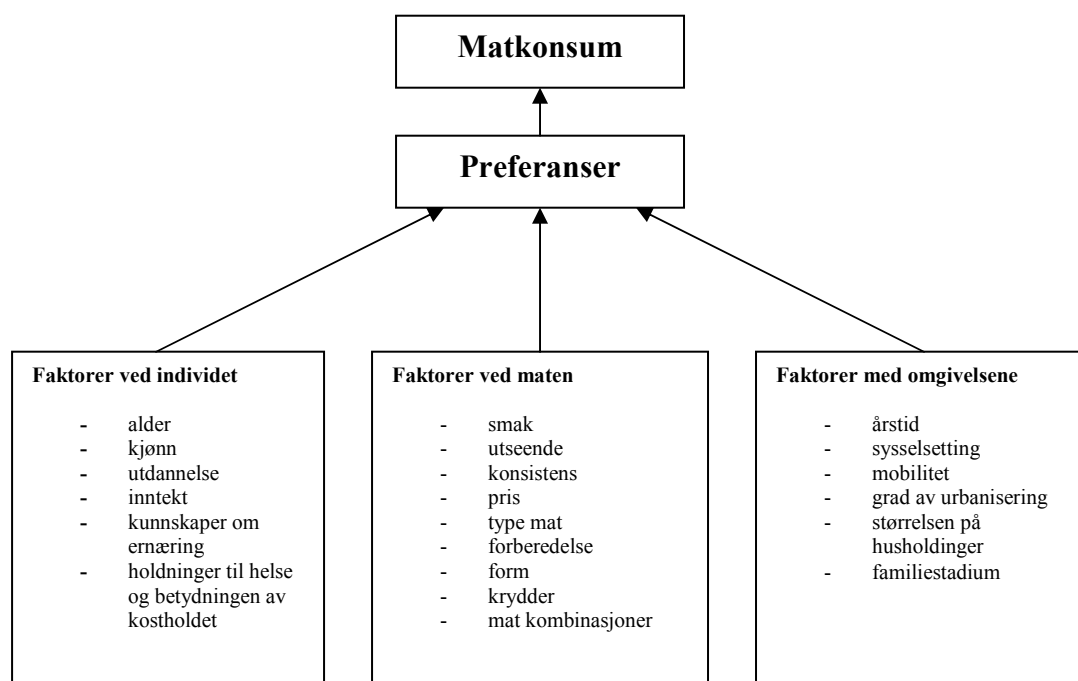 Matkonsum
Preferanser
Faktorer ved individet
- alder
- kjønn
- utdannelse
- inntekt
- kunnskaper om
ernæring
- holdninger til helse
og betydningen av
kostholdet
Faktorer ved maten
- smak
- utseende
- konsistens
- pris
- type mat
- forberedelse
- form
- krydder
- mat kombinasjoner
Faktorer med omgivelsene
- årstid
- sysselsetting
- mobilitet
- grad av urbanisering
- størrelsen på
husholdinger
- familiestadium